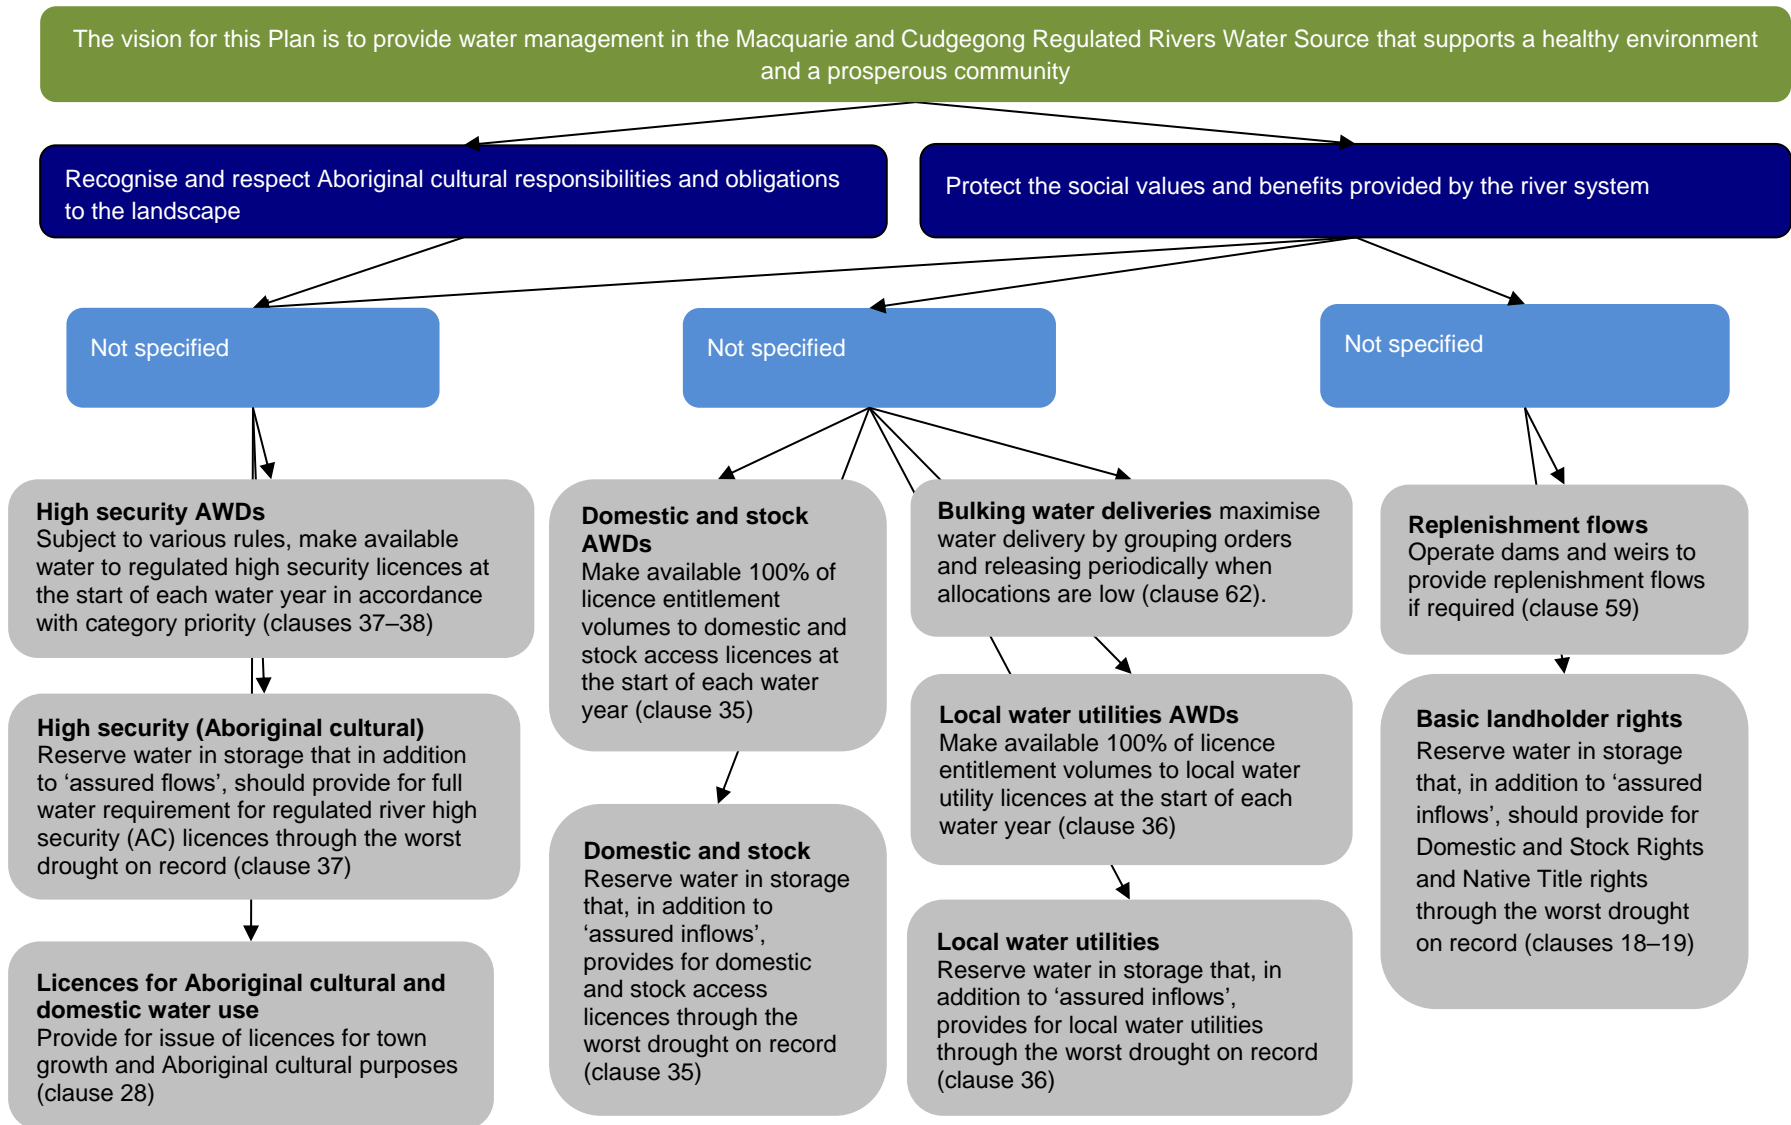 The vision for this Plan is to provide water management in the Macquarie and Cudgegong Regulated Rivers Water Source that supports a healthy environment
and a prosperous community
Recognise and respect Aboriginal cultural responsibilities and obligations
to the landscape
Protect the social values and benefits provided by the river system
Not specified
Not specified
Not specified
High security AWDs
Subject to various rules, make available
water to regulated high security licences at
the start of each water year in accordance
with category priority (clauses 37–38)
High security (Aboriginal cultural)
Reserve water in storage that in addition
to ‘assured flows’, should provide for full
water requirement for regulated river high
security (AC) licences through the worst
drought on record (clause 37)
Licences for Aboriginal cultural and
domestic water use
Provide for issue of licences for town
growth and Aboriginal cultural purposes
(clause 28)
Domestic and stock
AWDs
Make available 100% of
licence entitlement
volumes to domestic and
stock access licences at
the start of each water
year (clause 35)
Domestic and stock
Reserve water in storage
that, in addition to
‘assured inflows’,
provides for domestic
and stock access
licences through the
worst drought on record
(clause 35)
Bulking water deliveries maximise
water delivery by grouping orders
and releasing periodically when
allocations are low (clause 62).
Local water utilities AWDs
Make available 100% of licence
entitlement volumes to local water
utility licences at the start of each
water year (clause 36)
Local water utilities
Reserve water in storage that, in
addition to ‘assured inflows’,
provides for local water utilities
through the worst drought on record
(clause 36)
Replenishment flows
Operate dams and weirs to
provide replenishment flows
if required (clause 59)
Basic landholder rights
Reserve water in storage
that, in addition to ‘assured
inflows’, should provide for
Domestic and Stock Rights
and Native Title rights
through the worst drought
on record (clauses 18–19)